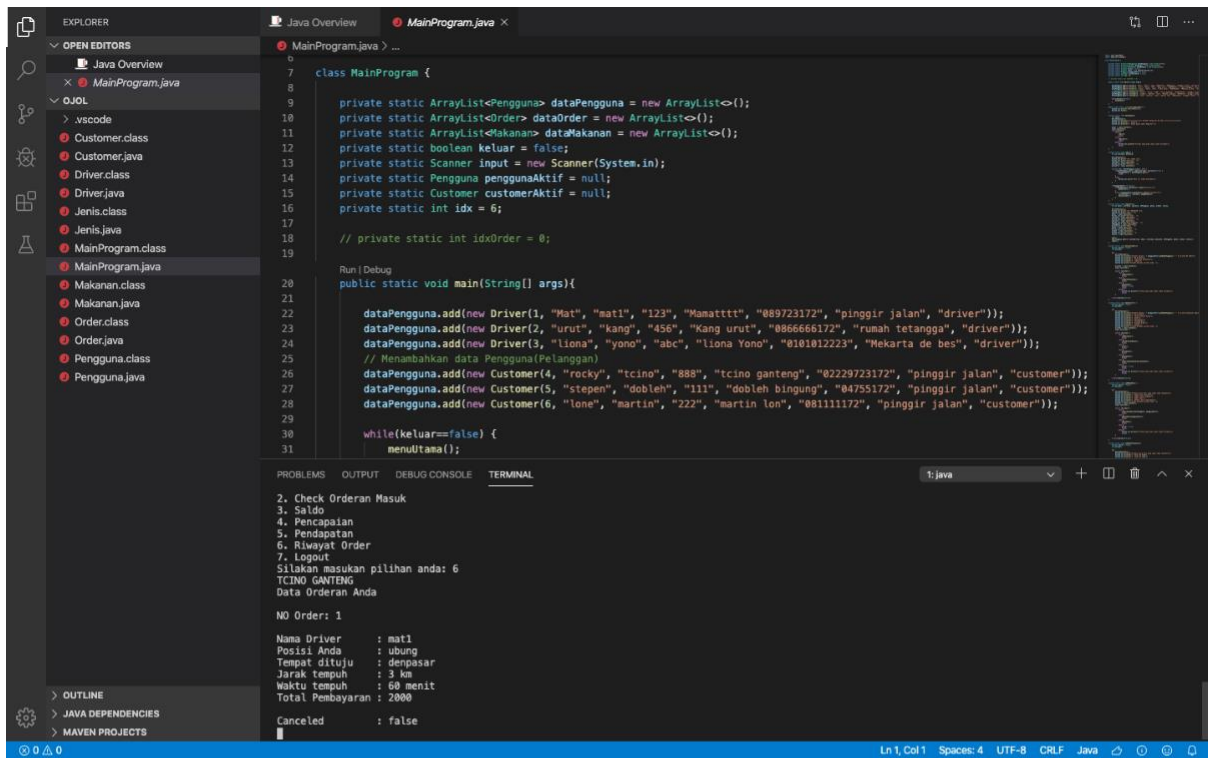 EXPLORER
OPEN EDITORS
Java Overview
× MainProgram.java
OJOL
.vscode
Customer.class
Customer.java
Driver.class
Driver.java
Jenis.class
Jenis.java
MainProgram.class
MainProgram.java
Makanan.class
Makanan.java
Order.class
Order.java
Pengguna.class
Pengguna.java
OUTLINE
JAVA DEPENDENCIES
MAVEN PROJECTS
Java Overview MainProgram.java ×
MainProgram.java > ...
6
7 class MainProgram {
8
9 private static ArrayList<Pengguna> dataPengguna = new ArrayList<>();
10 private static ArrayList<Order> dataOrder = new ArrayList<>();
11 private static ArrayList<Makanan> dataMakanan = new ArrayList<>();
12 private static boolean keluar = false;
13 private static Scanner input = new Scanner(System.in);
14 private static Pengguna penggunaAktif = null;
15 private static Customer customerAktif = null;
16 private static int idx = 6;
17
18 // private static int idxOrder = 0;
19
Run | Debug
20 public static void main(String[] args){
21
22 dataPengguna.add(new Driver(1, "Mat", "mat1", "123", "amatttt", "089723172", "pinggir jalan", "driver"));
23 dataPengguna.add(new Driver(2, "urut", "kang", "456", "Kang urut", "0866666172", "rumah tetangga", "driver"));
24 dataPengguna.add(new Driver(3, "liona", "yono", "abc", "liona Yono", "0101012223", "Mekarta de bes", "driver"));
25 // Menambahkan data Pengguna(Pelanggan)
26 dataPengguna.add(new Customer(4, "rocky", "tcino", "888", "tcino ganteng", "02229723172", "pinggir jalan", "customer"));
27 dataPengguna.add(new Customer(5, "stepen", "dobleh", "111", "dobleh bingung", "04755172", "pinggir jalan", "customer"));
28 dataPengguna.add(new Customer(6, "lone", "martin", "222", "martin lon", "081111172", "pinggir jalan", "customer"));
29
30 while(keluar==false) {
31 menuUtama();
PROBLEMS OUTPUT DEBUG CONSOLE TERMINAL 1: java
2. Check Orderan Masuk
3. Saldo
4. Pencapaian
5. Pendapatan
6. Riwayat Order
7. Logout
Silakan masukan pilihan anda: 6
TCINO GANTENG
Data Orderan Anda
NO Order: 1
Nama Driver : mat1
Posisi Anda : ubung
Tempat dituju : denpasar
Jarak tempuh : 3 km
Waktu tempuh : 60 menit
Total Pembayaran : 2000
Canceled : false
0 0 Ln 1, Col 1 Spaces: 4 UTF-8 CRLF Java